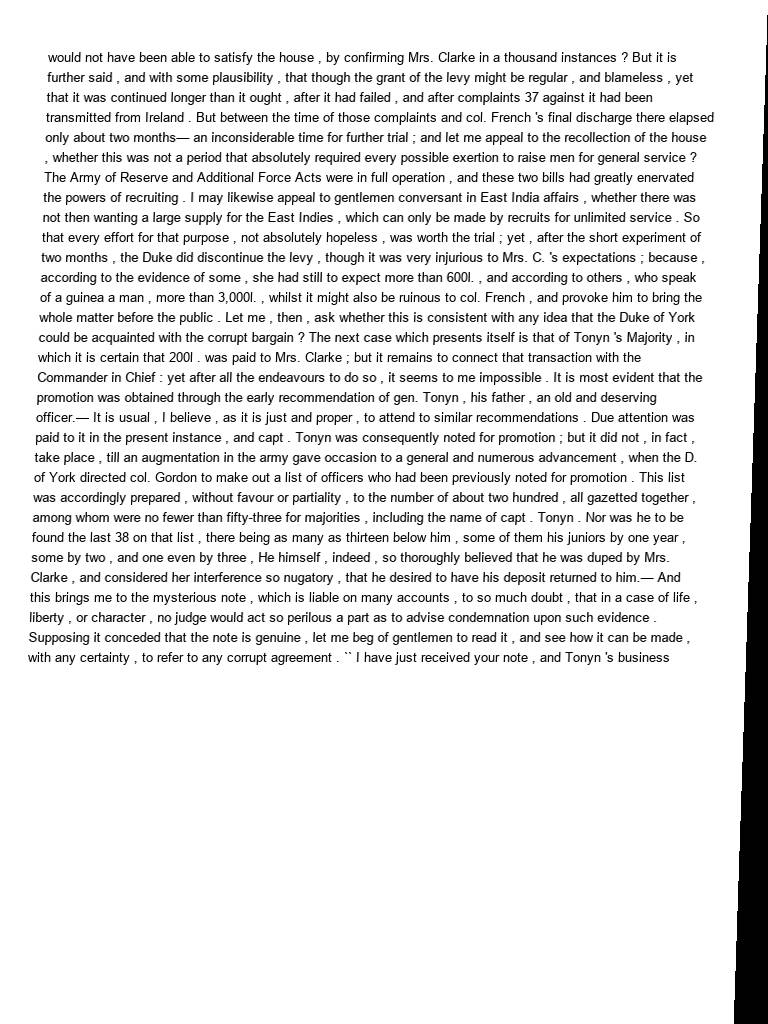 would not have been able to satisfy the house , by confirming Mrs. Clarke in a thousand instances ? But it is
further said , and with some plausibility , that though the grant of the levy might be regular , and blameless , yet
that it was continued longer than it ought , after it had failed , and after complaints 37 against it had been
transmitted from Ireland . But between the time of those complaints and col. French 's final discharge there elapsed
only about two months— an inconsiderable time for further trial ; and let me appeal to the recollection of the house
, whether this was not a period that absolutely required every possible exertion to raise men for general service ?
The Army of Reserve and Additional Force Acts were in full operation , and these two bills had greatly enervated
the powers of recruiting . I may likewise appeal to gentlemen conversant in East India affairs , whether there was
not then wanting a large supply for the East Indies , which can only be made by recruits for unlimited service . So
that every effort for that purpose , not absolutely hopeless , was worth the trial ; yet , after the short experiment of
two months , the Duke did discontinue the levy , though it was very injurious to Mrs. C. 's expectations ; because ,
according to the evidence of some , she had still to expect more than 600l. , and according to others , who speak
of a guinea a man , more than 3,000l. , whilst it might also be ruinous to col. French , and provoke him to bring the
whole matter before the public . Let me , then , ask whether this is consistent with any idea that the Duke of York
could be acquainted with the corrupt bargain ? The next case which presents itself is that of Tonyn 's Majority , in
which it is certain that 200l . was paid to Mrs. Clarke ; but it remains to connect that transaction with the
Commander in Chief : yet after all the endeavours to do so , it seems to me impossible . It is most evident that the
promotion was obtained through the early recommendation of gen. Tonyn , his father , an old and deserving
officer.— It is usual , I believe , as it is just and proper , to attend to similar recommendations . Due attention was
paid to it in the present instance , and capt . Tonyn was consequently noted for promotion ; but it did not , in fact ,
take place , till an augmentation in the army gave occasion to a general and numerous advancement , when the D.
of York directed col. Gordon to make out a list of officers who had been previously noted for promotion . This list
was accordingly prepared , without favour or partiality , to the number of about two hundred , all gazetted together ,
among whom were no fewer than fifty-three for majorities , including the name of capt . Tonyn . Nor was he to be
found the last 38 on that list , there being as many as thirteen below him , some of them his juniors by one year ,
some by two , and one even by three , He himself , indeed , so thoroughly believed that he was duped by Mrs.
Clarke , and considered her interference so nugatory , that he desired to have his deposit returned to him.— And
this brings me to the mysterious note , which is liable on many accounts , to so much doubt , that in a case of life ,
liberty , or character , no judge would act so perilous a part as to advise condemnation upon such evidence .
Supposing it conceded that the note is genuine , let me beg of gentlemen to read it , and see how it can be made ,
with any certainty , to refer to any corrupt agreement . `` I have just received your note , and Tonyn 's business